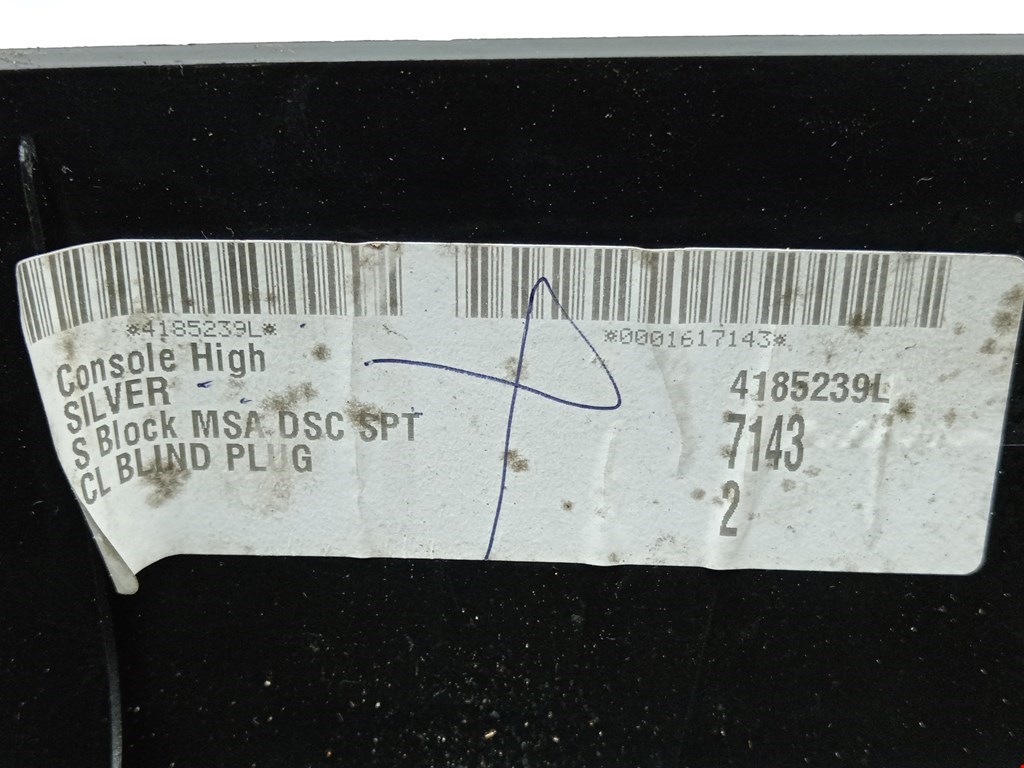 *4185239L*
*0001617143*
Console High
SILVER
S Block MSA DSC SPT
CL BLIND PLUG
4185239L
7143
2